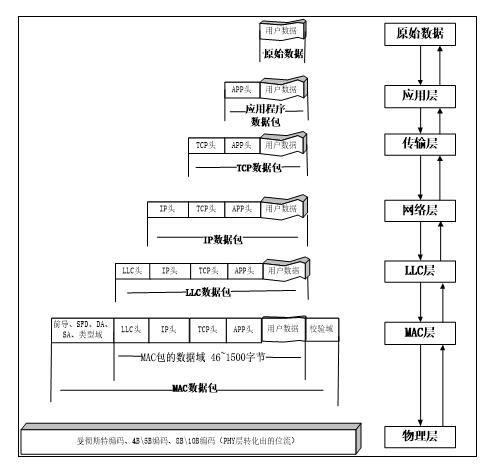 用户数据
原始数据
原始数据
APP头 用户数据
应用程序
数据包
应用层
TCP头 APP头 用户数据
TCP数据包
传输层
IP头 TCP头 APP头 用户数据
IP数据包
网络层
LLC头 IP头 TCP头 APP头 用户数据
LLC数据包
LLC层
前导、SFD、DA、
SA、类型域
LLC头 IP头 TCP头 APP头 用户数据 校验域
MAC包的数据域 46~1500字节
MAC数据包
MAC层
曼彻斯特编码、4B\5B编码、8B\10B编码（PHY层转化出的位流）
物理层